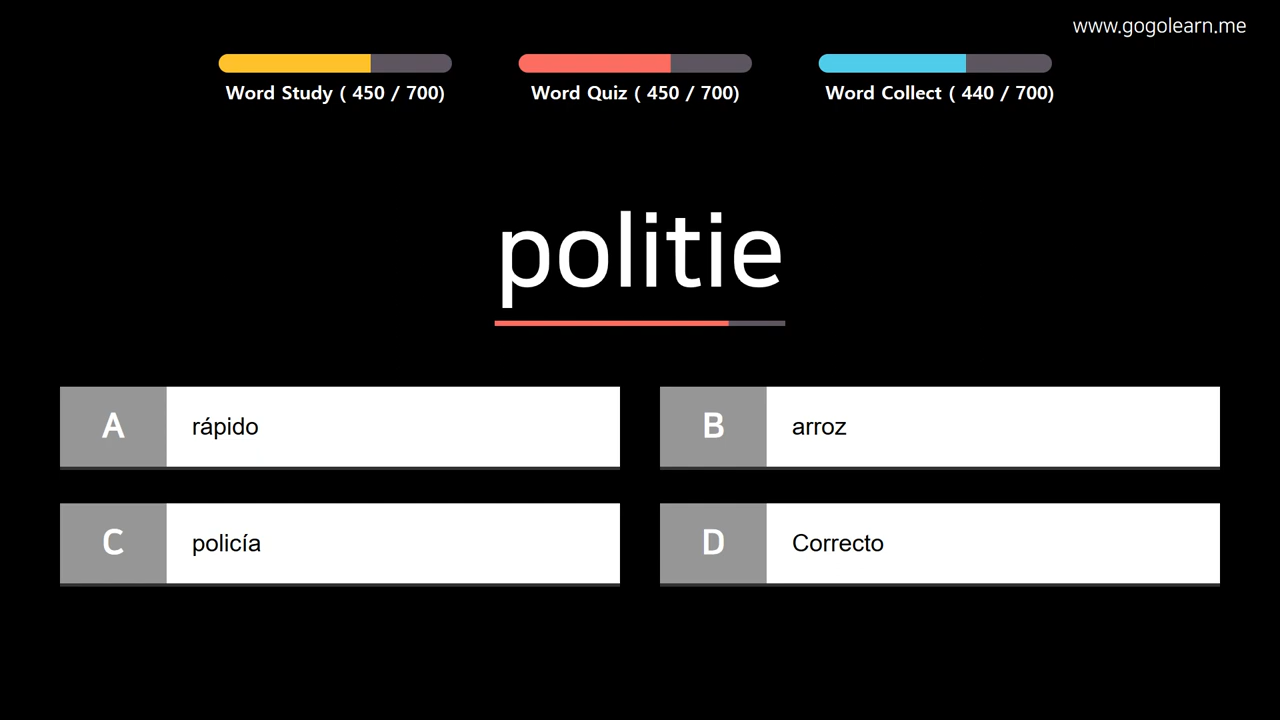 www.gogolearn.me
Word Study ( 450 / 700)
Word Quiz ( 450 / 700)
Word Collect ( 440 / 700)
politie
A rápido
B arroz
C policía
D Correcto